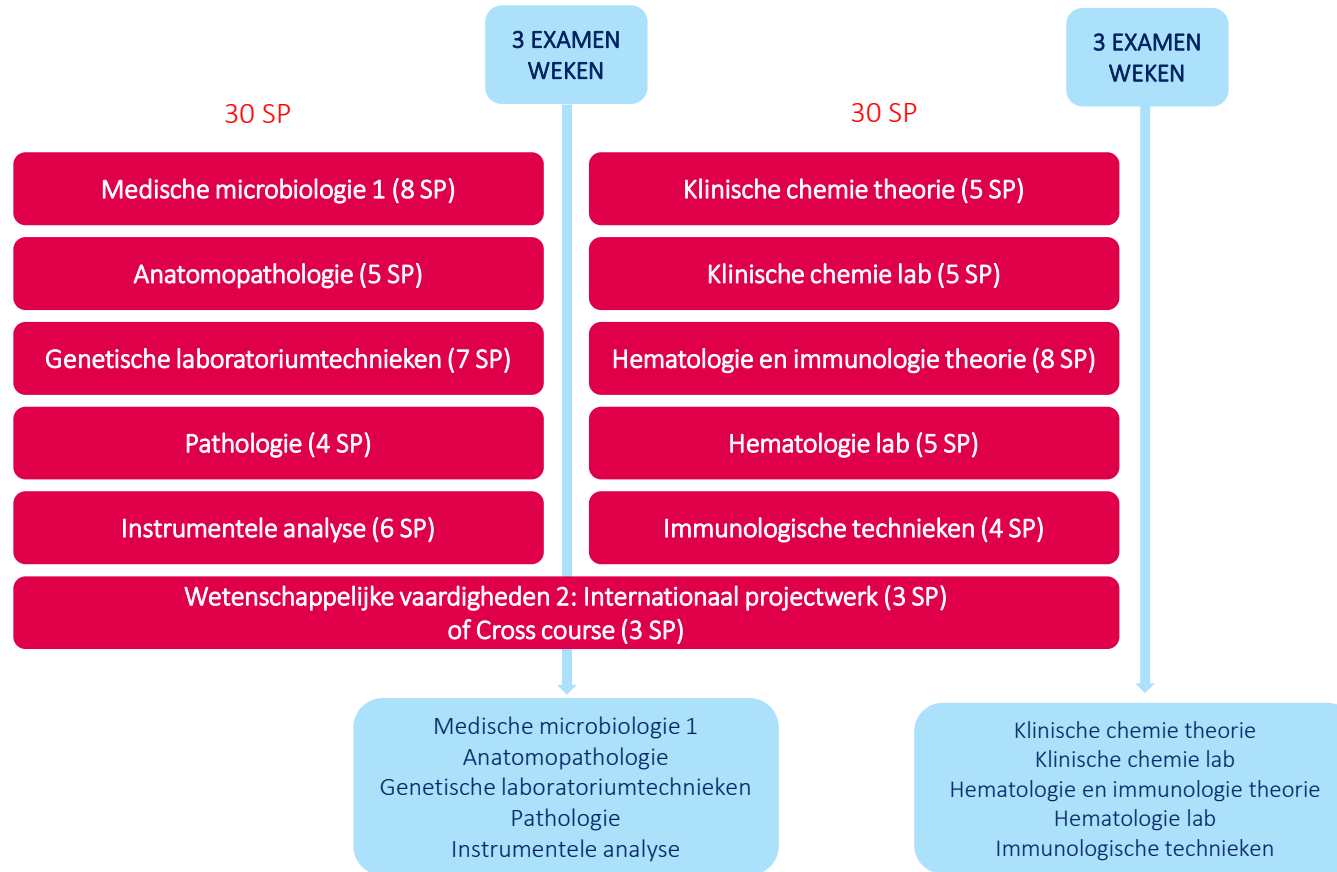 3 EXAMEN
WEKEN
3 EXAMEN
WEKEN
30 SP
30 SP
Medische microbiologie 1 (8 SP)
Anatomopathologie (5 SP)
Genetische laboratoriumtechnieken (7 SP)
Pathologie (4 SP)
Instrumentele analyse (6 SP)
Klinische chemie theorie (5 SP)
Klinische chemie lab (5 SP)
Hematologie en immunologie theorie (8 SP)
Hematologie lab (5 SP)
Immunologische technieken (4 SP)
Wetenschappelijke vaardigheden 2: Internationaal projectwerk (3 SP)
of Cross course (3 SP)
Medische microbiologie 1
Anatomopathologie
Genetische laboratoriumtechnieken
Pathologie
Instrumentele analyse
Klinische chemie theorie
Klinische chemie lab
Hematologie en immunologie theorie
Hematologie lab
Immunologische technieken